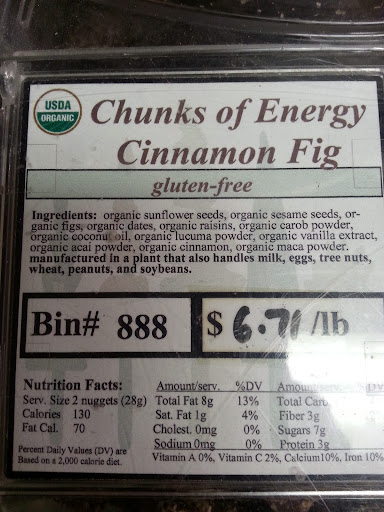 USDA
ORGANIC
Chunks of Energy
Cinnamon Fig
gluten-free
Ingredients: organic sunflower seeds, organic sesame seeds, or-
ganic figs, organic dates, organic raisins, organic carob powder,
organic coconut oil, organic lucuma powder, organic vanilla extract,
organic acai powder, organic cinnamon, organic maca powder.
manufactured in a plant that also handles milk, eggs, tree nuts,
wheat, peanuts, and soybeans.
Bin# 888 $ 6.71 /lb
Nutrition Facts: Amount/serv. %DV Amount/serv. %DV
Serv. Size 2 nuggets (28g) Total Fat 8g 13% Total Carb
Calories 130 Sat. Fat 1g 4% Fiber 3g
Fat Cal. 70 Cholest. 0mg 0% Sugars 7g
Percent Daily Values (DV) are Sodium 0mg 0% Protein 3g
Based on a 2,000 calorie diet. Vitamin A 0%, Vitamin C 2%, Calcium10%, Iron 10%